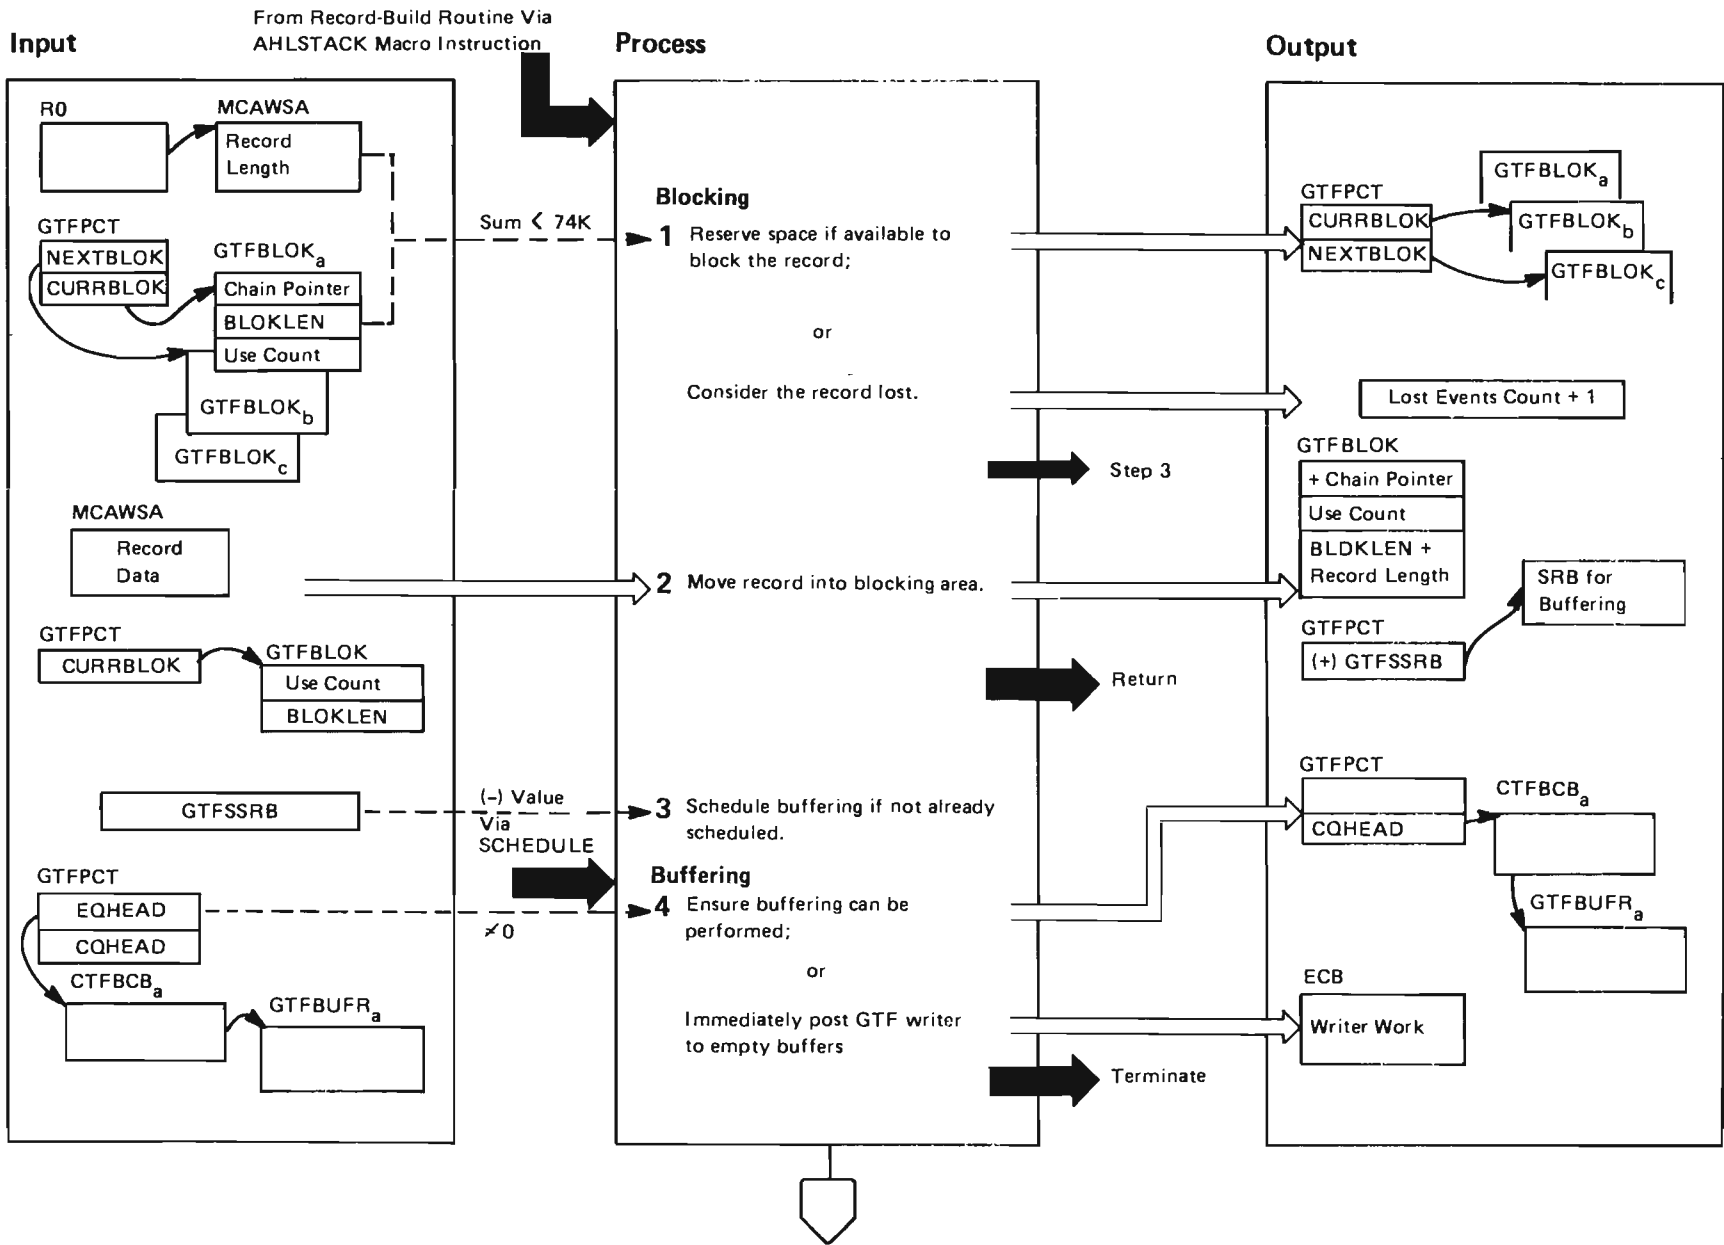 From Record-Build Routine Via
AHLSTACK Macro Instruction
Input
Process
Output
R0
MCAWSA
Record
Length
GTFPCT
NEXTBLOK
CURRBLOK
GTFBLOKa
Chain Pointer
BLOKLEN
Use Count
GTFBLOKb
GTFBLOKc
MCAWSA
Record
Data
GTFPCT
CURRBLOK
GTFBLOK
Use Count
BLOKLEN
GTFSSRB
GTFPCT
EQHEAD
CQHEAD
CTFBCBa
GTFBUFRa
Sum < 74K
(-) Value
Via
SCHEDULE
≠0
Blocking
1 Reserve space if available to
block the record;
or
Consider the record lost.
Step 3
2 Move record into blocking area.
Return
3 Schedule buffering if not already
scheduled.
Buffering
4 Ensure buffering can be
performed;
or
Immediately post GTF writer
to empty buffers
Terminate
GTFPCT
CURRBLOK
NEXTBLOK
GTFBLOKa
GTFBLOKb
GTFBLOKc
Lost Events Count + 1
GTFBLOK
+ Chain Pointer
Use Count
BLDKLEN +
Record Length
SRB for
Buffering
GTFPCT
(+) GTFSSRB
GTFPCT
CQHEAD
CTFBCBa
GTFBUFRa
ECB
Writer Work